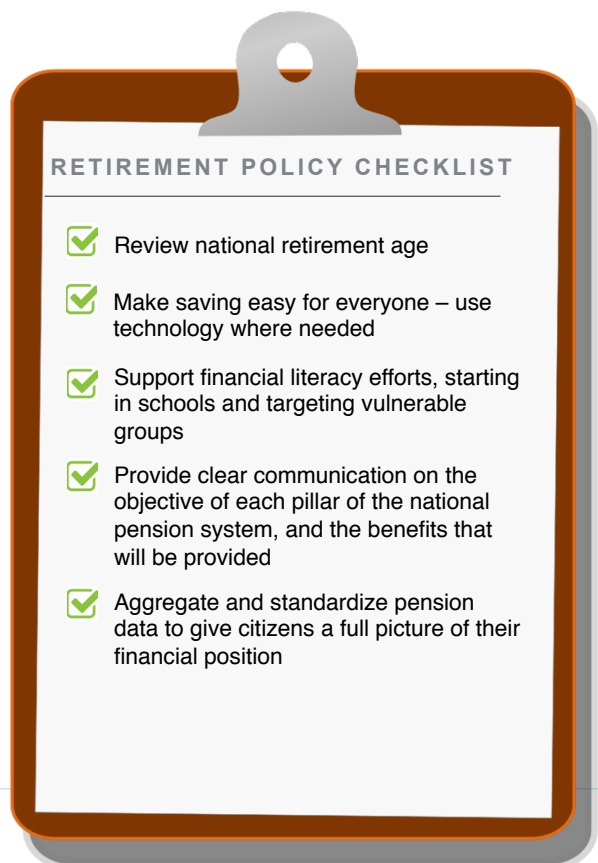 RETIREMENT POLICY CHECKLIST
Review national retirement age
Make saving easy for everyone – use
technology where needed
Support financial literacy efforts, starting
in schools and targeting vulnerable
groups
Provide clear communication on the
objective of each pillar of the national
pension system, and the benefits that
will be provided
Aggregate and standardize pension
data to give citizens a full picture of their
financial position